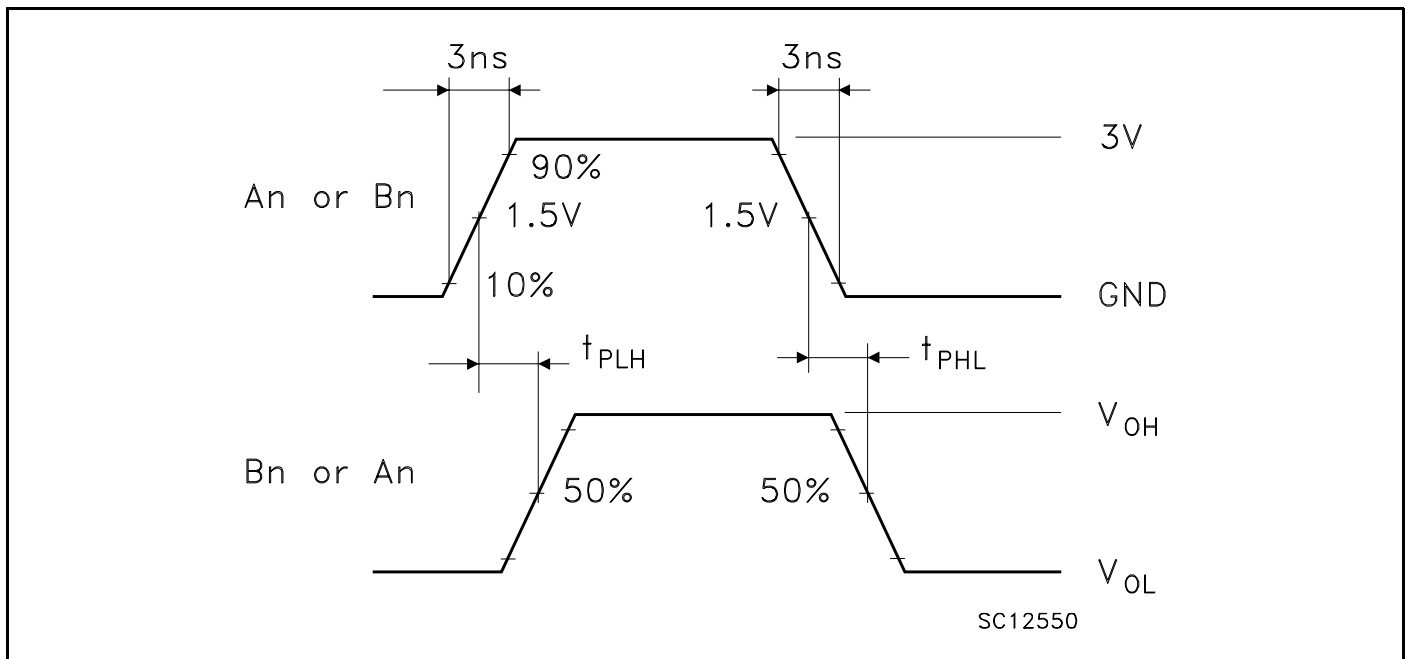 3ns 3ns
3V
90%
An or Bn
1.5V 1.5V
10%
GND
tPLH tPHL
VOH
Bn or An
50% 50%
VOL
SC12550